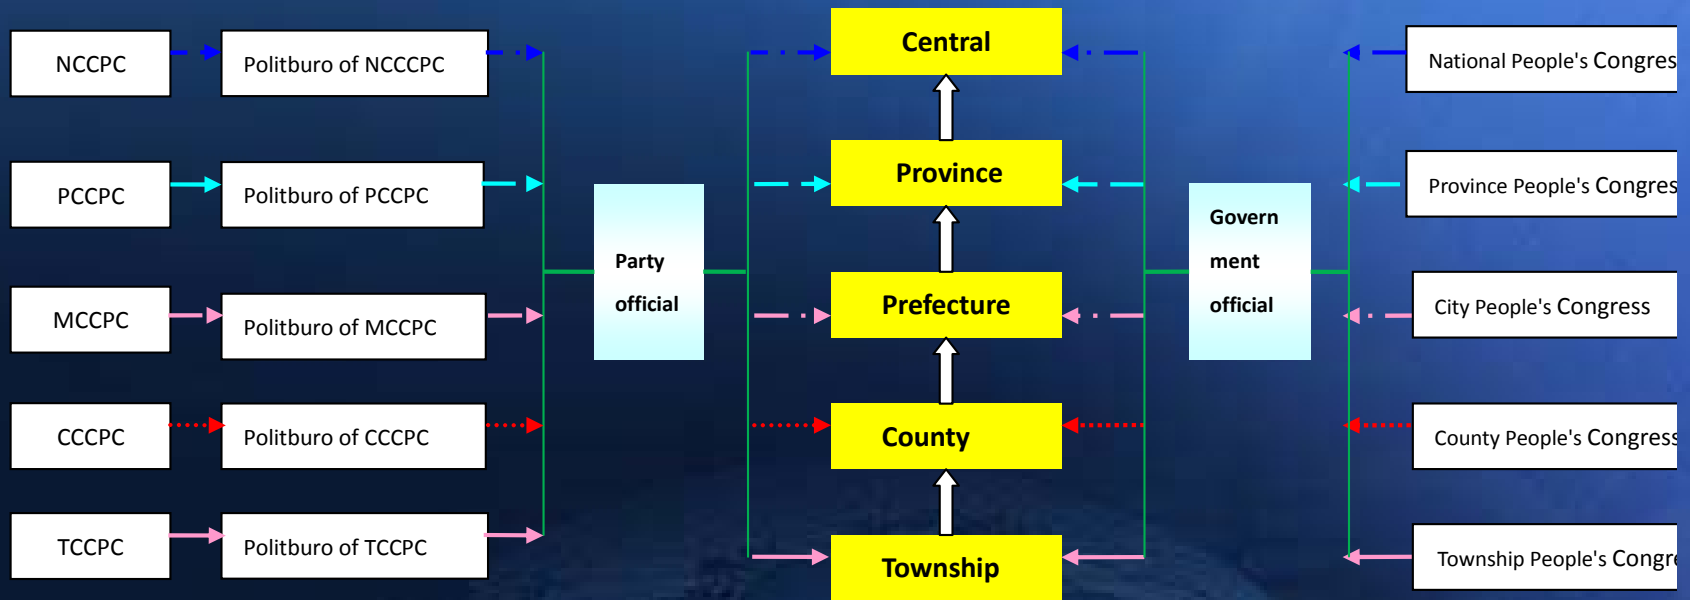 NCCPC
Politburo of NCCCPC
Central
National People's Congres
PCCPC
Politburo of PCCPC
Province
Province People's Congres
Party
official
Govern
ment
official
MCCPC
Politburo of MCCPC
Prefecture
City People's Congress
CCCPC
Politburo of CCCPC
County
County People's Congress
TCCPC
Politburo of TCCPC
Township
Township People's Congre